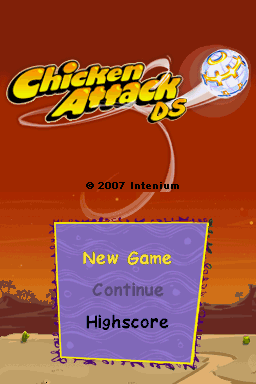 Chicken
Attack
DS
© 2007 Intenium
New Game
Continue
Highscore